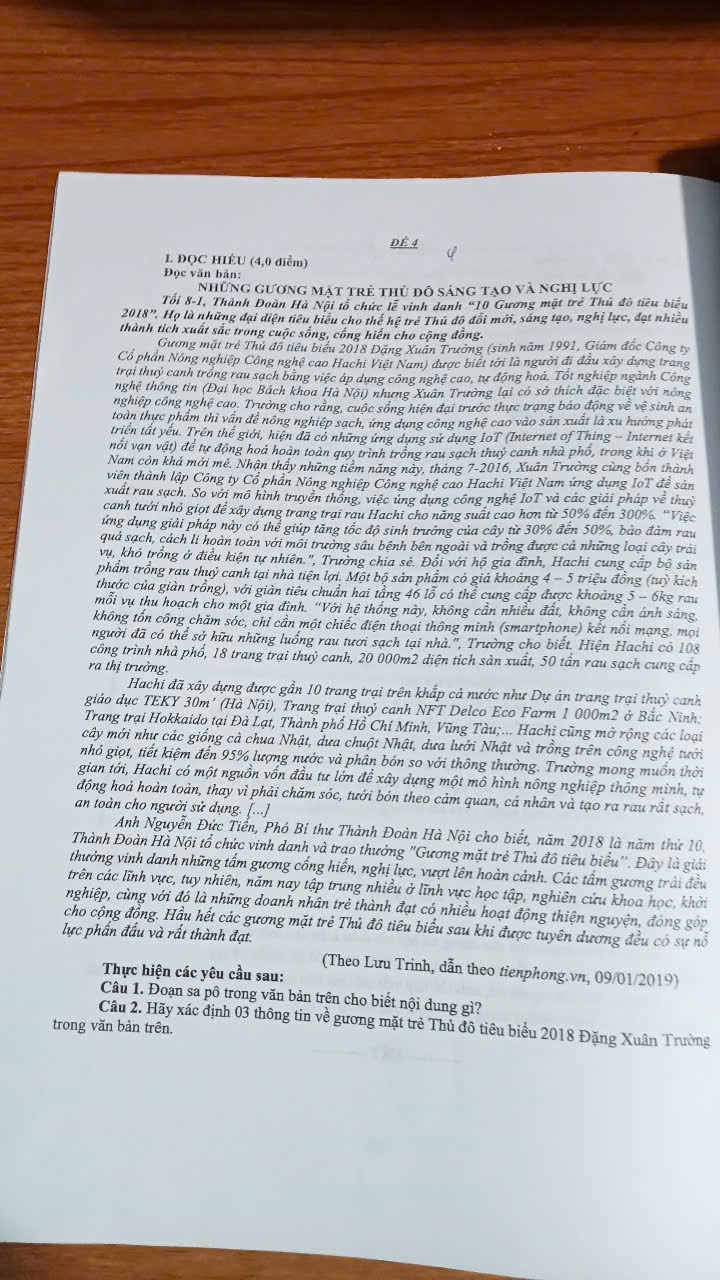 ĐỀ 4
4
I. ĐỌC HIỂU (4,0 điểm)
Đọc văn bản:
NHỮNG GƯƠNG MẶT TRẺ THỦ ĐÔ SÁNG TẠO VÀ NGHỊ LỰC
Tối 8-1, Thành Đoàn Hà Nội tổ chức lễ vinh danh “10 Gương mặt trẻ Thủ đô tiêu biểu
2018”. Họ là những đại diện tiêu biểu cho thế hệ trẻ Thủ đô đổi mới, sáng tạo, nghị lực, đạt nhiều
thành tích xuất sắc trong cuộc sống, cống hiến cho cộng đồng.
Gương mặt trẻ Thủ đô tiêu biểu 2018 Đặng Xuân Trường (sinh năm 1991, Giám đốc Công ty
Cổ phần Nông nghiệp Công nghệ cao Hachi Việt Nam) được biết tới là người đi đầu xây dựng trang
trại thuỷ canh trồng rau sạch bằng việc áp dụng công nghệ cao, tự động hoá. Tốt nghiệp ngành Công
nghệ thông tin (Đại học Bách khoa Hà Nội) nhưng Xuân Trường lại có sở thích đặc biệt với nông
nghiệp công nghệ cao. Trường cho rằng, cuộc sống hiện đại trước thực trạng báo động về vệ sinh an
toàn thực phẩm thì vấn đề nông nghiệp sạch, ứng dụng công nghệ cao vào sản xuất là xu hướng phát
triển tất yếu. Trên thế giới, hiện đã có những ứng dụng sử dụng IoT (Internet of Thing – Internet kết
nối vạn vật) để tự động hoá hoàn toàn quy trình trồng rau sạch thuỷ canh nhà phố, trong khi ở Việt
Nam còn khá mới mẻ. Nhận thấy những tiềm năng này, tháng 7-2016, Xuân Trường cùng bốn thành
viên thành lập Công ty Cổ phần Nông nghiệp Công nghệ cao Hachi Việt Nam ứng dụng IoT để sản
xuất rau sạch. So với mô hình truyền thống, việc ứng dụng công nghệ IoT và các giải pháp về thuỷ
canh tưới nhỏ giọt để xây dựng trang trại rau Hachi cho năng suất cao hơn từ 50% đến 300%. “Việc
ứng dụng giải pháp này có thể giúp tăng tốc độ sinh trưởng của cây từ 30% đến 50%, bảo đảm rau
quả sạch, cách li hoàn toàn với môi trường sâu bệnh bên ngoài và trồng được cả những loại cây trái
vụ, khó trồng ở điều kiện tự nhiên.”, Trường chia sẻ. Đối với hộ gia đình, Hachi cung cấp bộ sản
phẩm trồng rau thuỷ canh tại nhà tiện lợi. Một bộ sản phẩm có giá khoảng 4 – 5 triệu đồng (tuỳ kích
thước của giàn trồng), với giàn tiêu chuẩn hai tầng 46 lỗ có thể cung cấp được khoảng 5 – 6kg rau
mỗi vụ thu hoạch cho một gia đình. “Với hệ thống này, không cần nhiều đất, không cần ánh sáng,
không tốn công chăm sóc, chỉ cần một chiếc điện thoại thông minh (smartphone) kết nối mạng, mọi
người đã có thể sở hữu những luống rau tươi sạch tại nhà.”, Trường cho biết. Hiện Hachi có 108
công trình nhà phố, 18 trang trại thuỷ canh, 20 000m2 diện tích sản xuất, 50 tấn rau sạch cung cấp
ra thị trường.
Hachi đã xây dựng được gần 10 trang trại trên khắp cả nước như Dự án trang trại thuỷ canh
giáo dục TEKY 30m' (Hà Nội), Trang trại thuỷ canh NFT Delco Eco Farm 1 000m2 ở Bắc Ninh;
Trang trại Hokkaido tại Đà Lạt, Thành phố Hồ Chí Minh, Vũng Tàu;... Hachi cũng mở rộng các loại
cây mới như các giống cà chua Nhật, dưa chuột Nhật, dưa lưới Nhật và trồng trên công nghệ tưới
nhỏ giọt, tiết kiệm đến 95% lượng nước và phân bón so với thông thường. Trường mong muốn thời
gian tới, Hachi có một nguồn vốn đầu tư lớn để xây dựng một mô hình nông nghiệp thông minh, tự
động hoá hoàn toàn, thay vì phải chăm sóc, tưới bón theo cảm quan, cá nhân và tạo ra rau rất sạch,
an toàn cho người sử dụng. [...]
Anh Nguyễn Đức Tiến, Phó Bí thư Thành Đoàn Hà Nội cho biết, năm 2018 là năm thứ 10,
Thành Đoàn Hà Nội tổ chức vinh danh và trao thưởng "Gương mặt trẻ Thủ đô tiêu biểu". Đây là giải
thưởng vinh danh những tấm gương cống hiến, nghị lực, vượt lên hoàn cảnh. Các tấm gương trải đều
trên các lĩnh vực, tuy nhiên, năm nay tập trung nhiều ở lĩnh vực học tập, nghiên cứu khoa học, khởi
nghiệp, cùng với đó là những doanh nhân trẻ thành đạt có nhiều hoạt động thiện nguyện, đóng góp
cho cộng đồng. Hầu hết các gương mặt trẻ Thủ đô tiêu biểu sau khi được tuyên dương đều có sự nỗ
lực phấn đấu và rất thành đạt.
(Theo Lưu Trinh, dẫn theo tienphong.vn, 09/01/2019)
Thực hiện các yêu cầu sau:
Câu 1. Đoạn sa pô trong văn bản trên cho biết nội dung gì?
Câu 2. Hãy xác định 03 thông tin về gương mặt trẻ Thủ đô tiêu biểu 2018 Đặng Xuân Trường
trong văn bản trên.